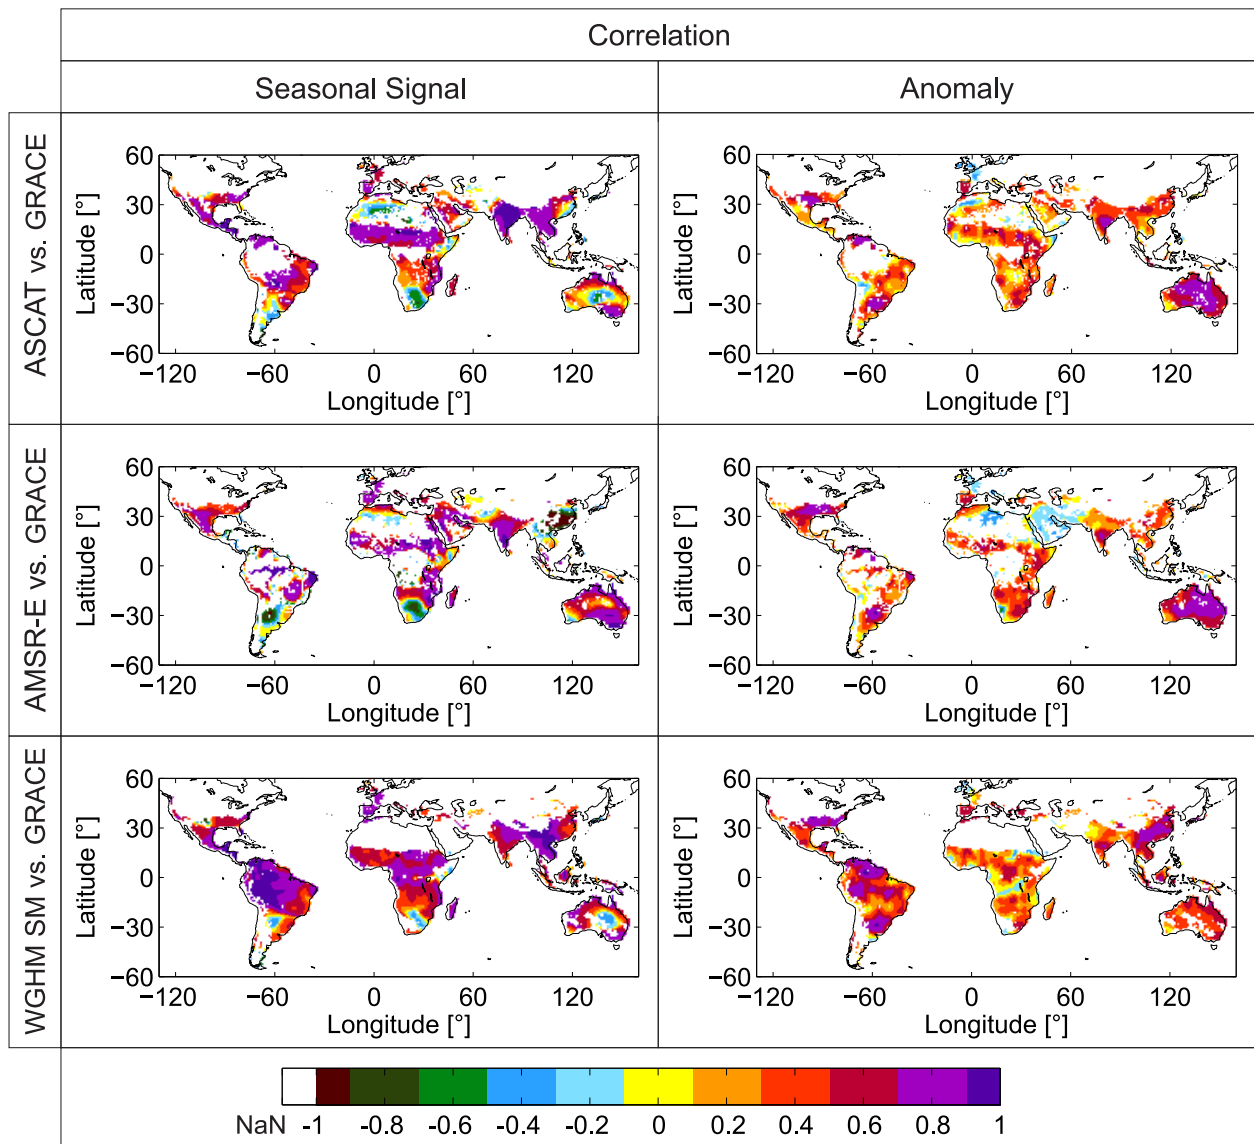 Correlation
Seasonal Signal
Anomaly
ASCAT vs. GRACE
Latitude [°]
60
30
0
−30
−60
−120 −60 0 60 120
Longitude [°]
Latitude [°]
60
30
0
−30
−60
−120 −60 0 60 120
Longitude [°]
AMSR-E vs. GRACE
Latitude [°]
60
30
0
−30
−60
−120 −60 0 60 120
Longitude [°]
Latitude [°]
60
30
0
−30
−60
−120 −60 0 60 120
Longitude [°]
WGHM SM vs. GRACE
Latitude [°]
60
30
0
−30
−60
−120 −60 0 60 120
Longitude [°]
Latitude [°]
60
30
0
−30
−60
−120 −60 0 60 120
Longitude [°]
NaN -1 -0.8 -0.6 -0.4 -0.2 0 0.2 0.4 0.6 0.8 1